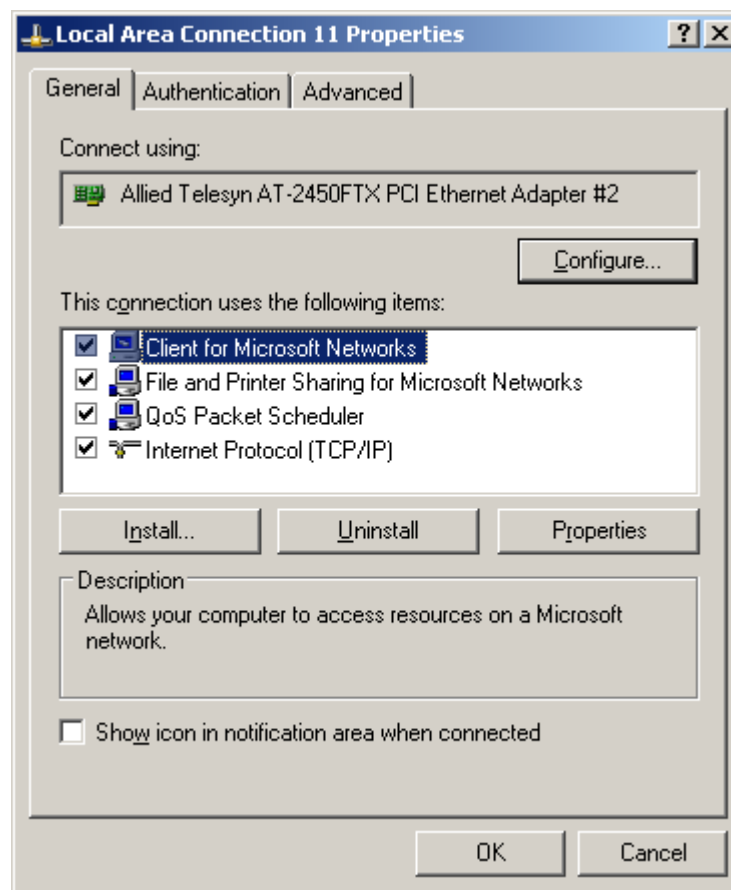 Local Area Connection 11 Properties
General Authentication Advanced
Connect using:
Allied Telesyn AT-2450FTX PCI Ethernet Adapter #2
Configure...
This connection uses the following items:
Client for Microsoft Networks
File and Printer Sharing for Microsoft Networks
QoS Packet Scheduler
Internet Protocol (TCP/IP)
Install... Uninstall Properties
Description
Allows your computer to access resources on a Microsoft
network.
Show icon in notification area when connected
OK Cancel